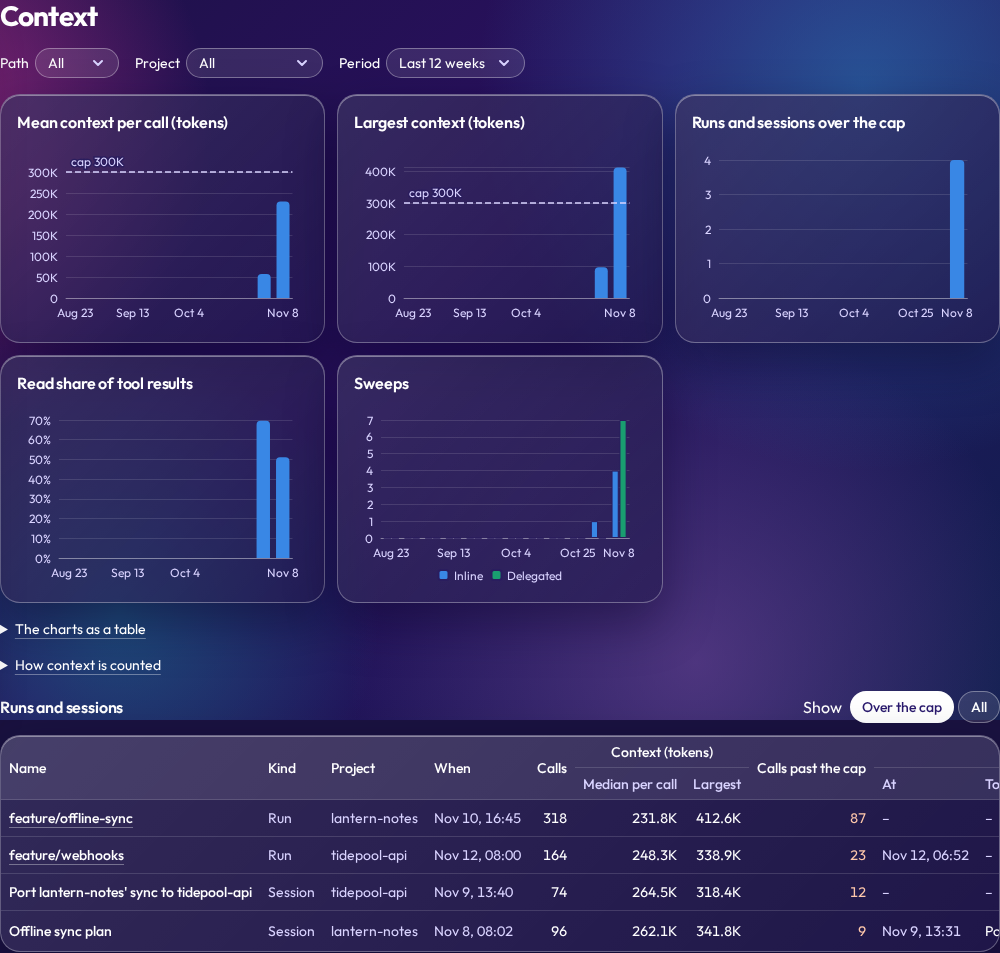 Context
Path All Project All Period Last 12 weeks
Mean context per call (tokens)
cap 300K
300K
250K
200K
150K
100K
50K
0
Aug 23 Sep 13 Oct 4 Nov 8
Largest context (tokens)
400K
cap 300K
300K
200K
100K
0
Aug 23 Sep 13 Oct 4 Nov 8
Runs and sessions over the cap
4
3
2
1
0
Aug 23 Sep 13 Oct 4 Oct 25 Nov 8
Read share of tool results
70%
60%
50%
40%
30%
20%
10%
0%
Aug 23 Sep 13 Oct 4 Nov 8
Sweeps
7
6
5
4
3
2
1
0
Aug 23 Sep 13 Oct 4 Oct 25 Nov 8
Inline Delegated
The charts as a table
How context is counted
Runs and sessions Show Over the cap All
Context (tokens)
Name Kind Project When Calls Calls past the cap
Median per call Largest At To
feature/offline-sync Run lantern-notes Nov 10, 16:45 318 231.8K 412.6K 87 – –
feature/webhooks Run tidepool-api Nov 12, 08:00 164 248.3K 338.9K 23 Nov 12, 06:52 –
Port lantern-notes' sync to tidepool-api Session tidepool-api Nov 9, 13:40 74 264.5K 318.4K 12 – –
Offline sync plan Session lantern-notes Nov 8, 08:02 96 262.1K 341.8K 9 Nov 9, 13:31 Po